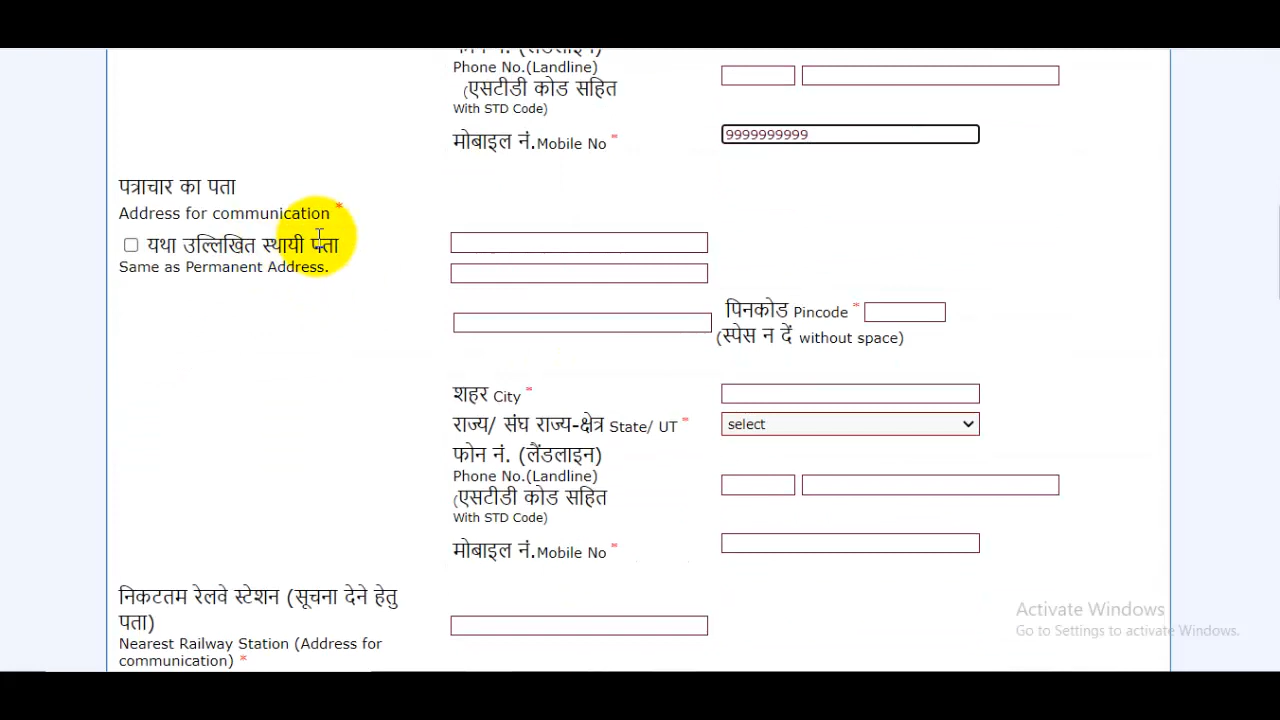 फोन नं. (लैंडलाइन)
Phone No.(Landline)
(एसटीडी कोड सहित
With STD Code)
मोबाइल नं.Mobile No * 9999999999
पत्राचार का पता
Address for communication *
यथा उल्लिखित स्थायी पता
Same as Permanent Address.
पिनकोड Pincode *
(स्पेस न दें without space)
शहर City *
राज्य/ संघ राज्य-क्षेत्र State/ UT * select
फोन नं. (लैंडलाइन)
Phone No.(Landline)
(एसटीडी कोड सहित
With STD Code)
मोबाइल नं.Mobile No *
निकटतम रेलवे स्टेशन (सूचना देने हेतु
पता)
Nearest Railway Station (Address for
communication) *
Activate Windows
Go to Settings to activate Windows.